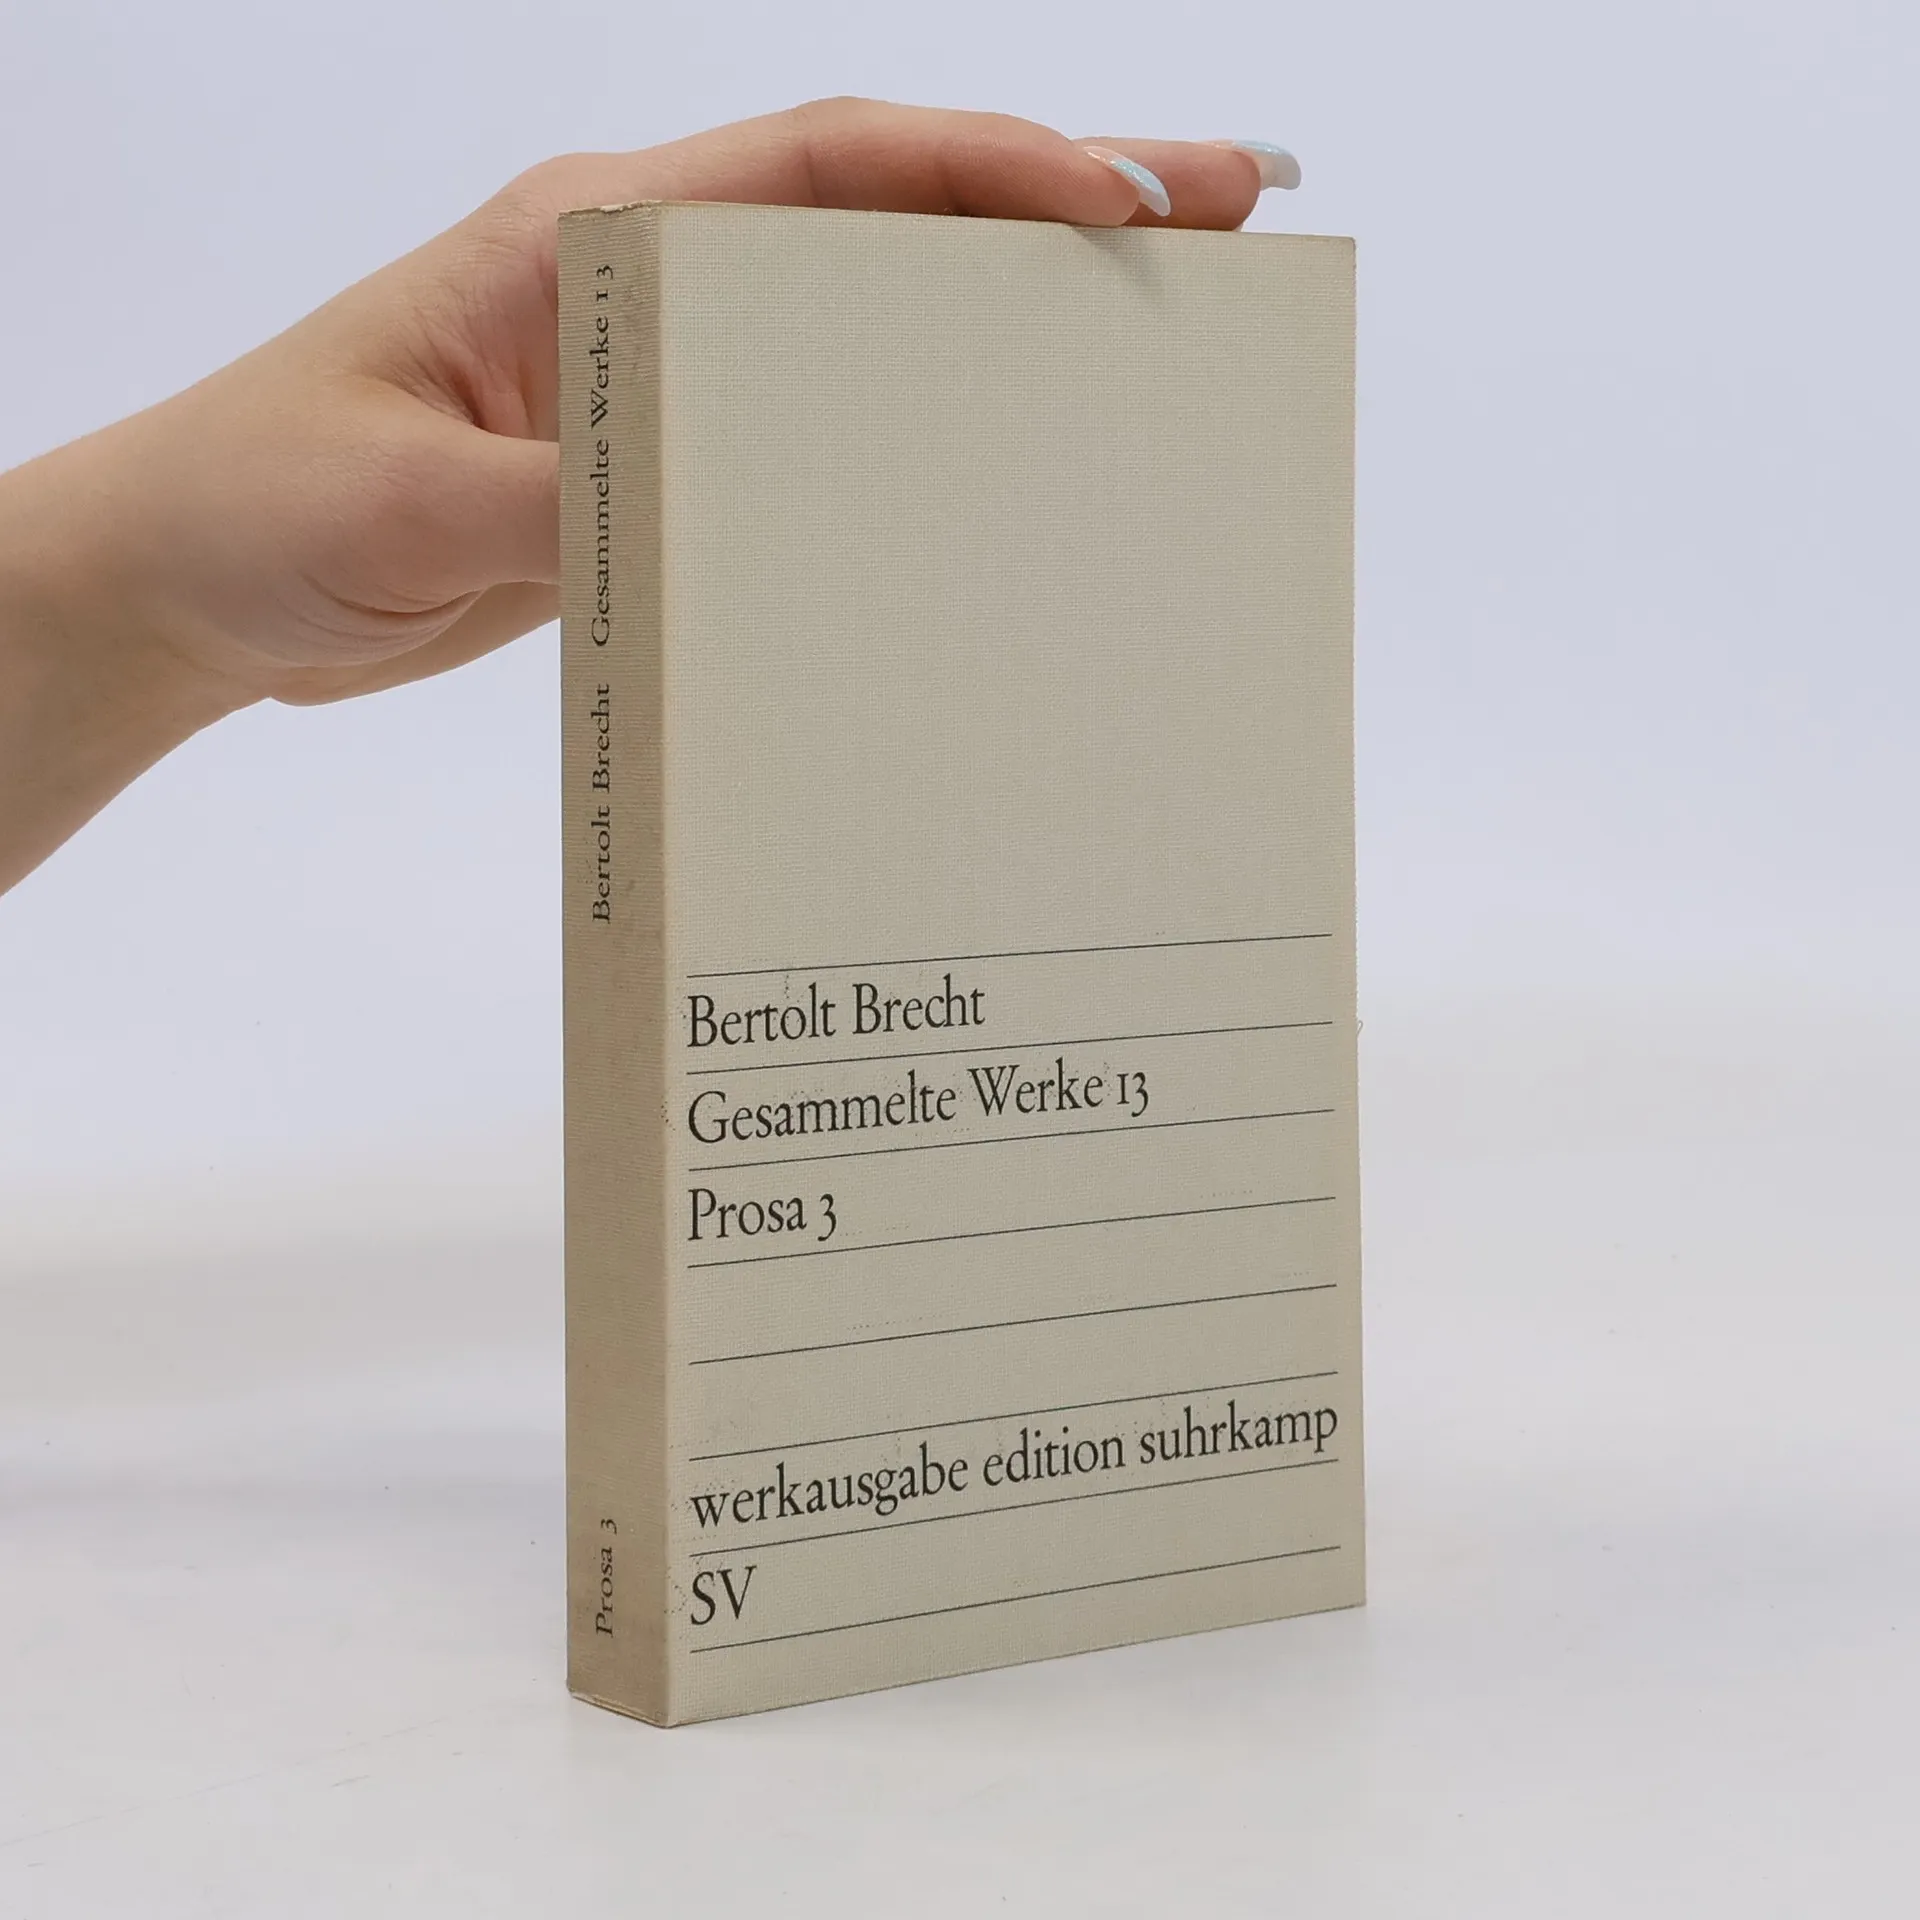 Bertolt Brecht Gesammelte Werke 13
Prosa 3
Bertolt Brecht
Gesammelte Werke 13
Prosa 3
werkausgabe edition suhrkamp
SV